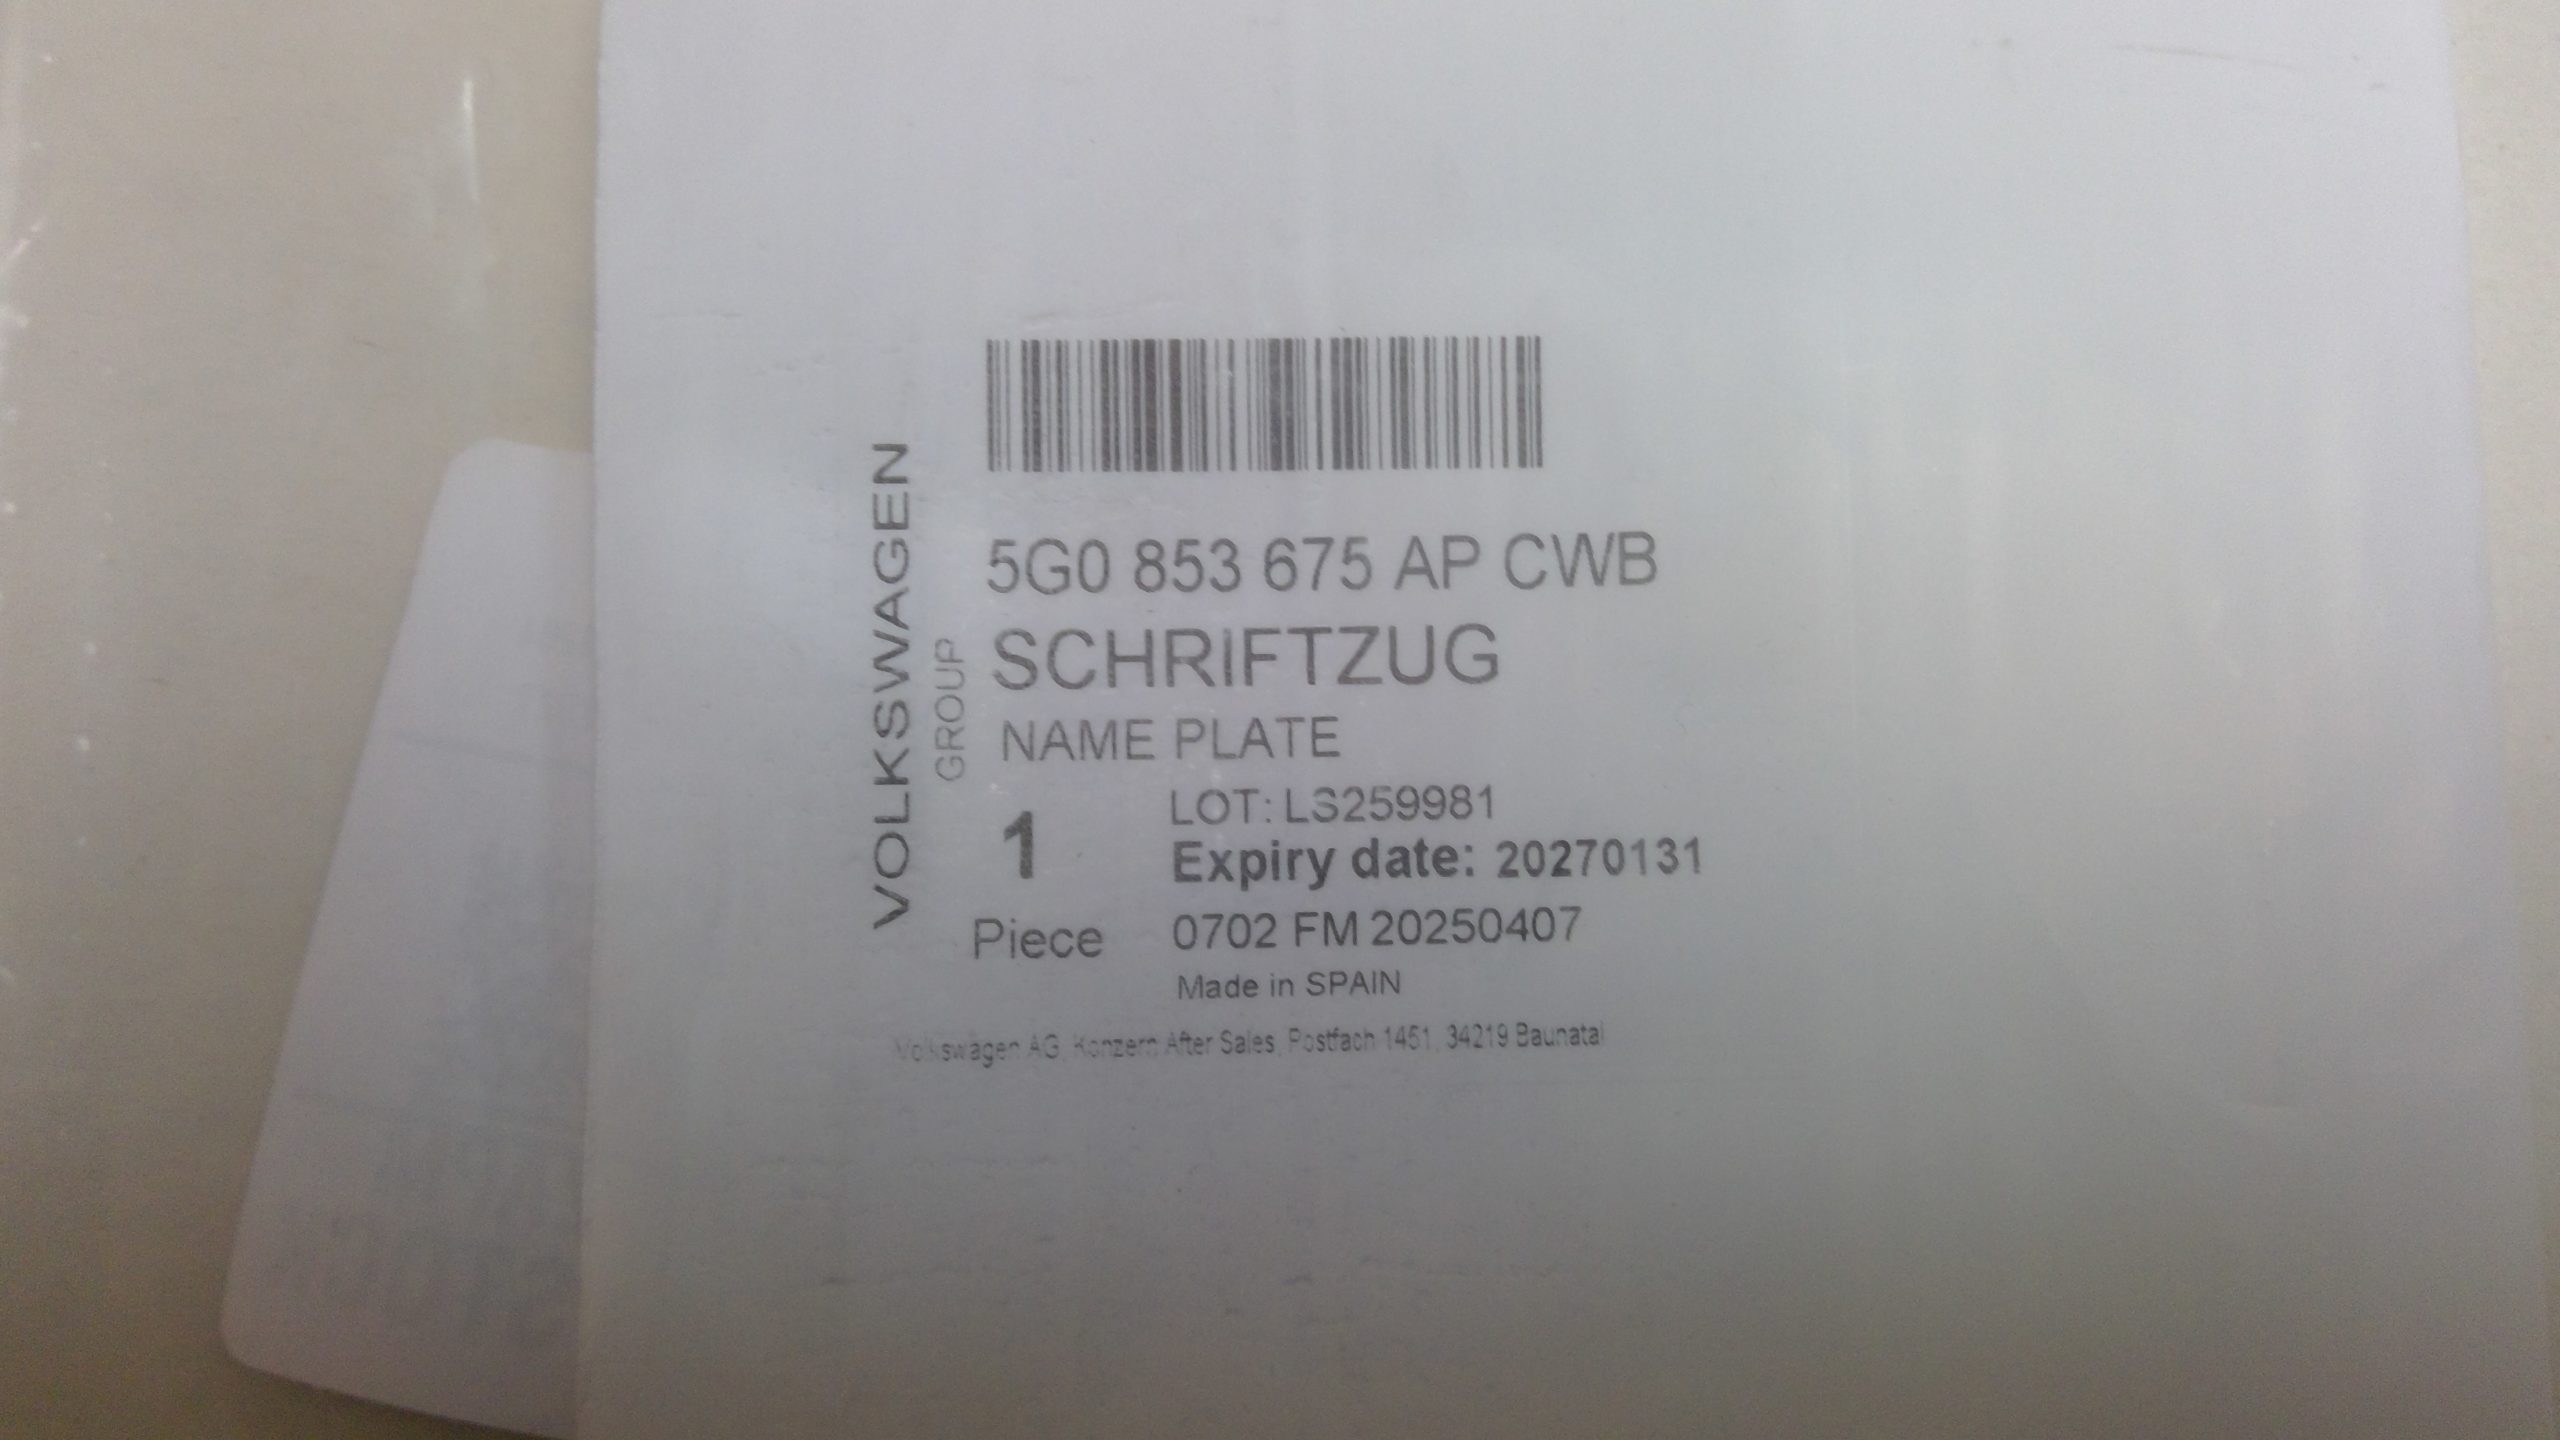 VOLKSWAGEN
GROUP
5G0 853 675 AP CWB
SCHRIFTZUG
NAME PLATE
1
Piece
LOT: LS259981
Expiry date: 20270131
0702 FM 20250407
Made in SPAIN
Volkswagen AG, Konzern After Sales, Postfach 1451, 34219 Baunatal